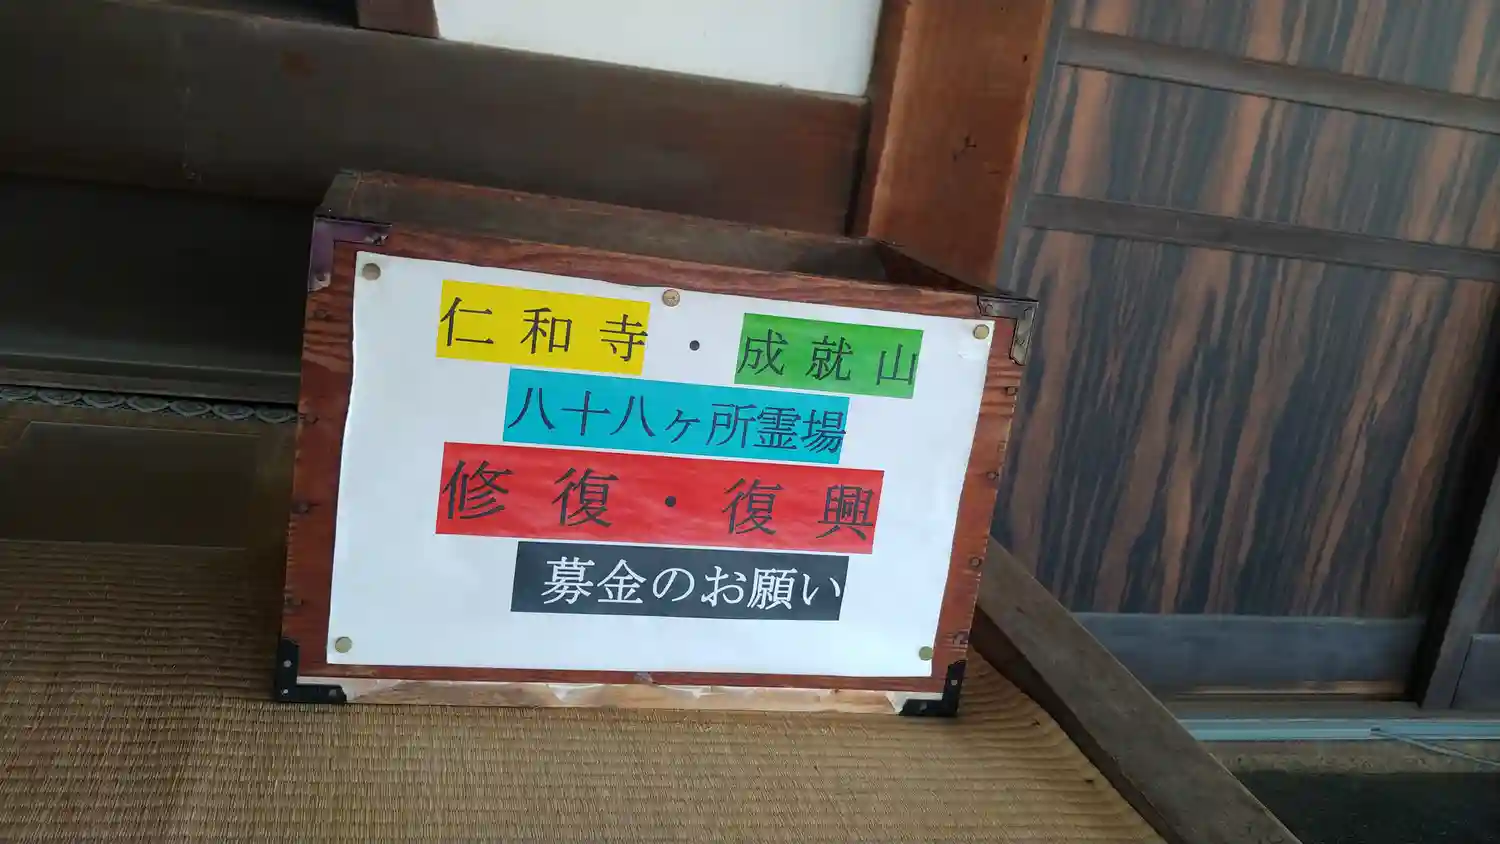 仁和寺・成就山
八十八ヶ所霊場
修復・復興
募金のお願い